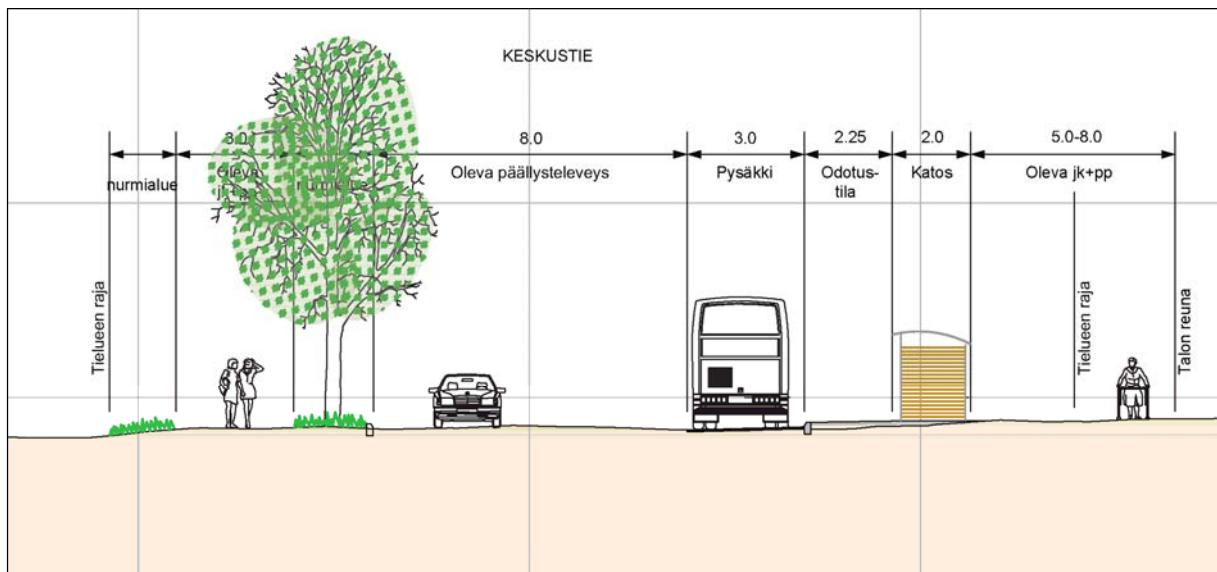 KESKUSTIE
3.0
8.0
3.0
2.25
2.0
5.0-8.0
nurmialue
Oleva
nurmialue
Oleva päällysteleveys
Pysäkki
Odotus-
tila
Katos
Oleva jk+pp
Tielueen raja
Tielueen raja
Talon reuna